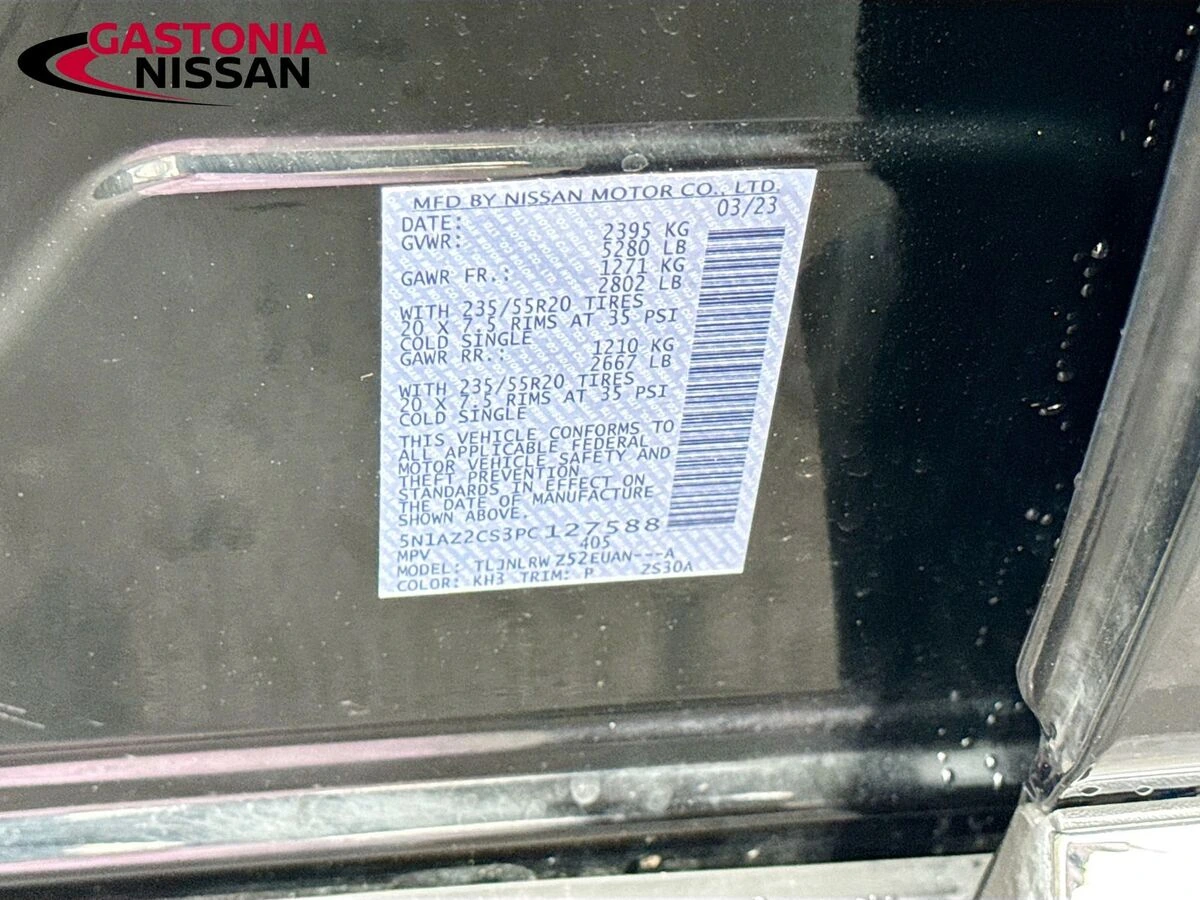 GASTONIA
NISSAN
MFD BY NISSAN MOTOR CO., LTD.
DATE: 03/23
GVWR: 2395 KG
5280 LB
GAWR FR.: 1271 KG
2802 LB
WITH 235/55R20 TIRES
20 X 7.5 RIMS AT 35 PSI
COLD SINGLE
GAWR RR.: 1210 KG
2667 LB
WITH 235/55R20 TIRES
20 X 7.5 RIMS AT 35 PSI
COLD SINGLE
THIS VEHICLE CONFORMS TO
ALL APPLICABLE FEDERAL
MOTOR VEHICLE SAFETY AND
THEFT PREVENTION
STANDARDS IN EFFECT ON
THE DATE OF MANUFACTURE
SHOWN ABOVE.
5N1AZ2CS3PC127588
MPV 405
MODEL: TLJNLRW Z52EUAN---A
COLOR: KH3 TRIM: P ZS30A